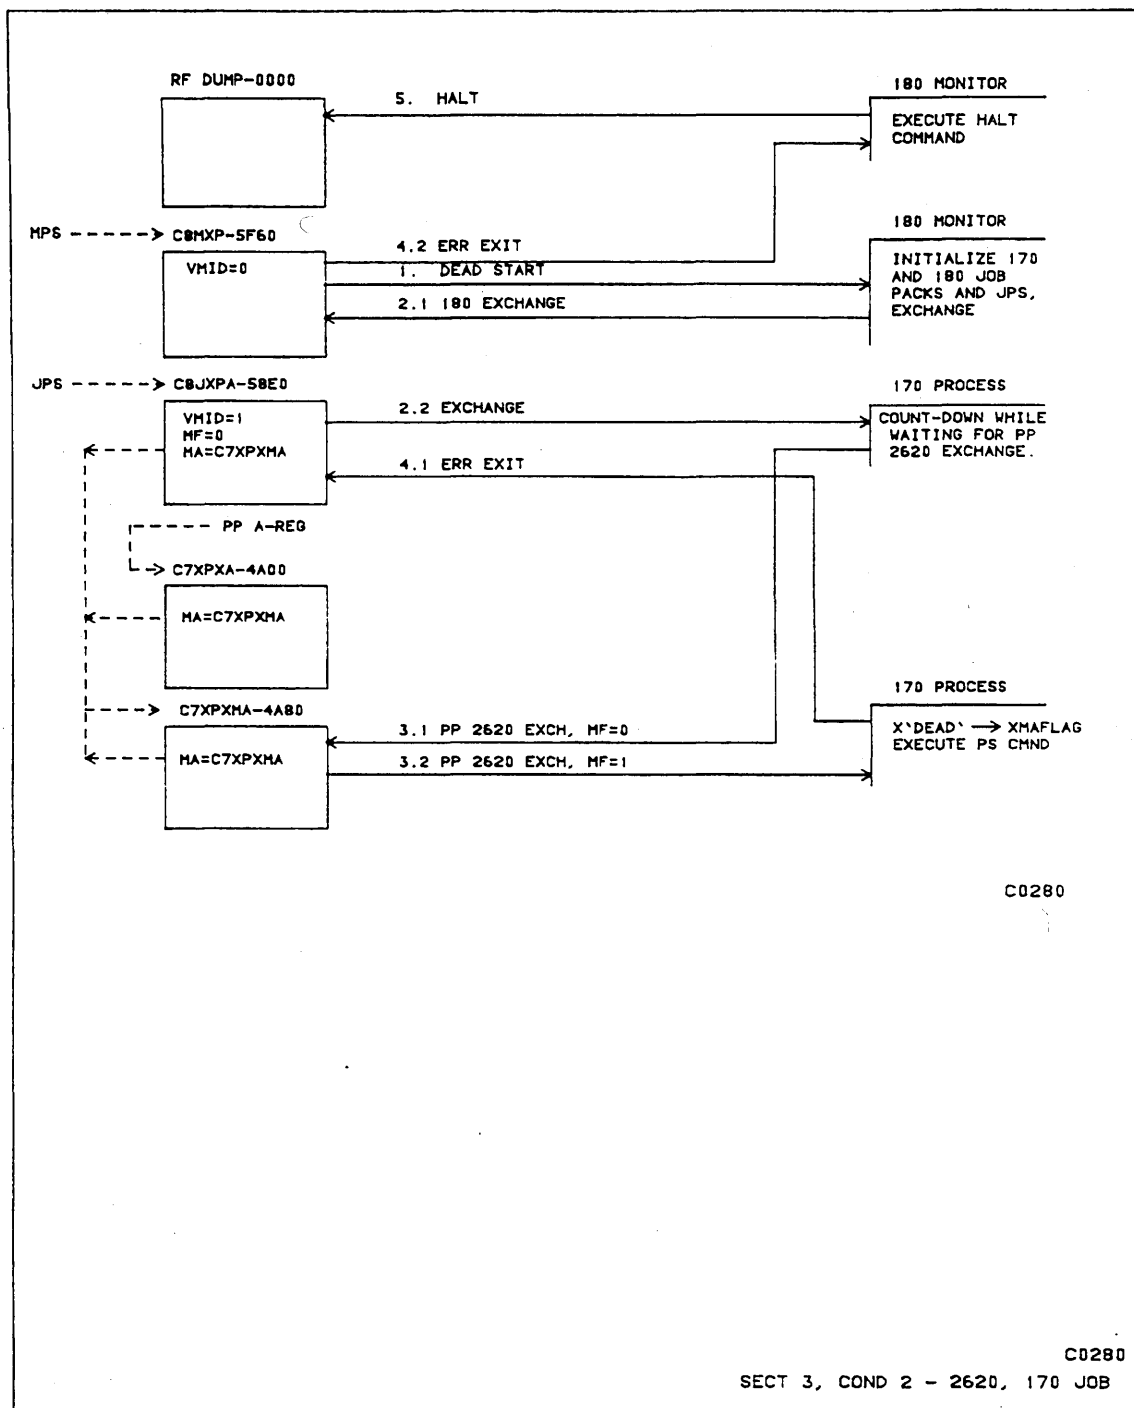 RF DUMP-0000
5. HALT
180 MONITOR
EXECUTE HALT
COMMAND
MPS
C8MXP-5F60
VMID=0
4.2 ERR EXIT
1. DEAD START
2.1 180 EXCHANGE
180 MONITOR
INITIALIZE 170
AND 180 JOB
PACKS AND JPS,
EXCHANGE
JPS
C8JXPA-58E0
VMID=1
MF=0
MA=C7XPXMA
2.2 EXCHANGE
4.1 ERR EXIT
170 PROCESS
COUNT-DOWN WHILE
WAITING FOR PP
2620 EXCHANGE.
PP A-REG
C7XPXA-4A00
MA=C7XPXMA
C7XPXMA-4A80
MA=C7XPXMA
3.1 PP 2620 EXCH, MF=0
3.2 PP 2620 EXCH, MF=1
170 PROCESS
X`DEAD` → XMAFLAG
EXECUTE PS CMND
C0280
C0280
SECT 3, COND 2 - 2620, 170 JOB